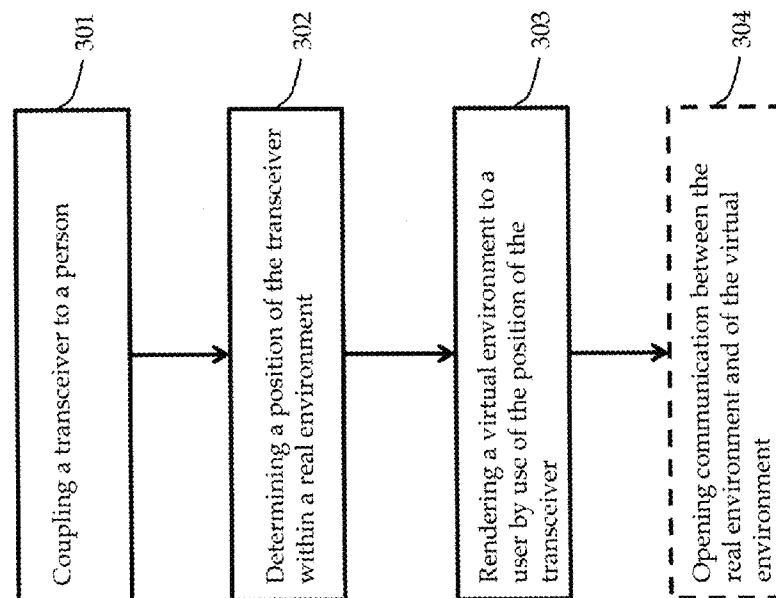 Coupling a transceiver to a person
301
Determining a position of the transceiver
within a real environment
302
Rendering a virtual environment to a
user by use of the position of the
transceiver
303
Opening communication between the
real environment and of the virtual
environment
304